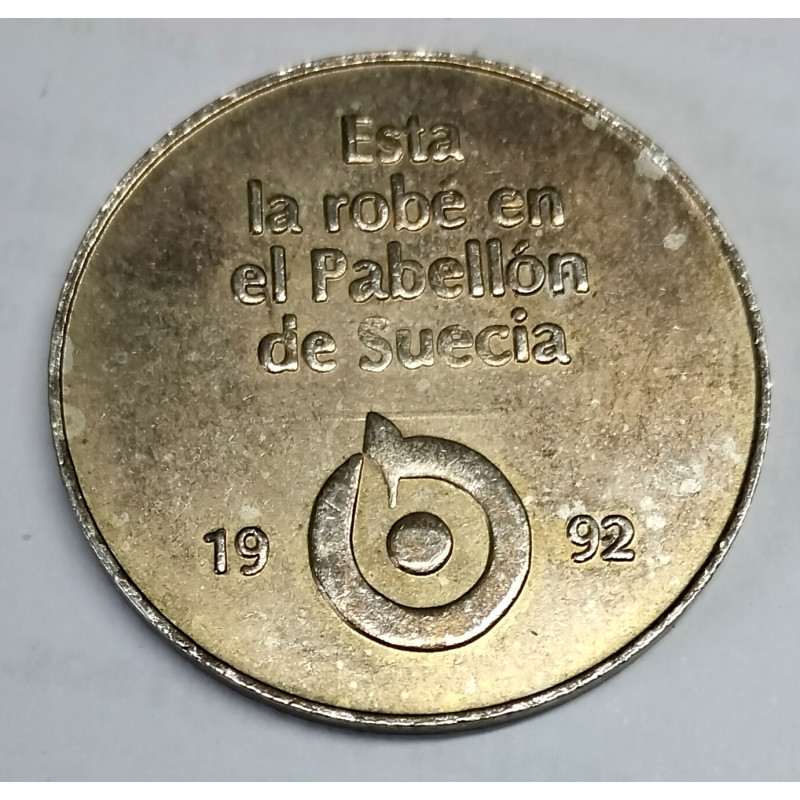 Esta
la robé en
el Pabellón
de Suecia
19 92